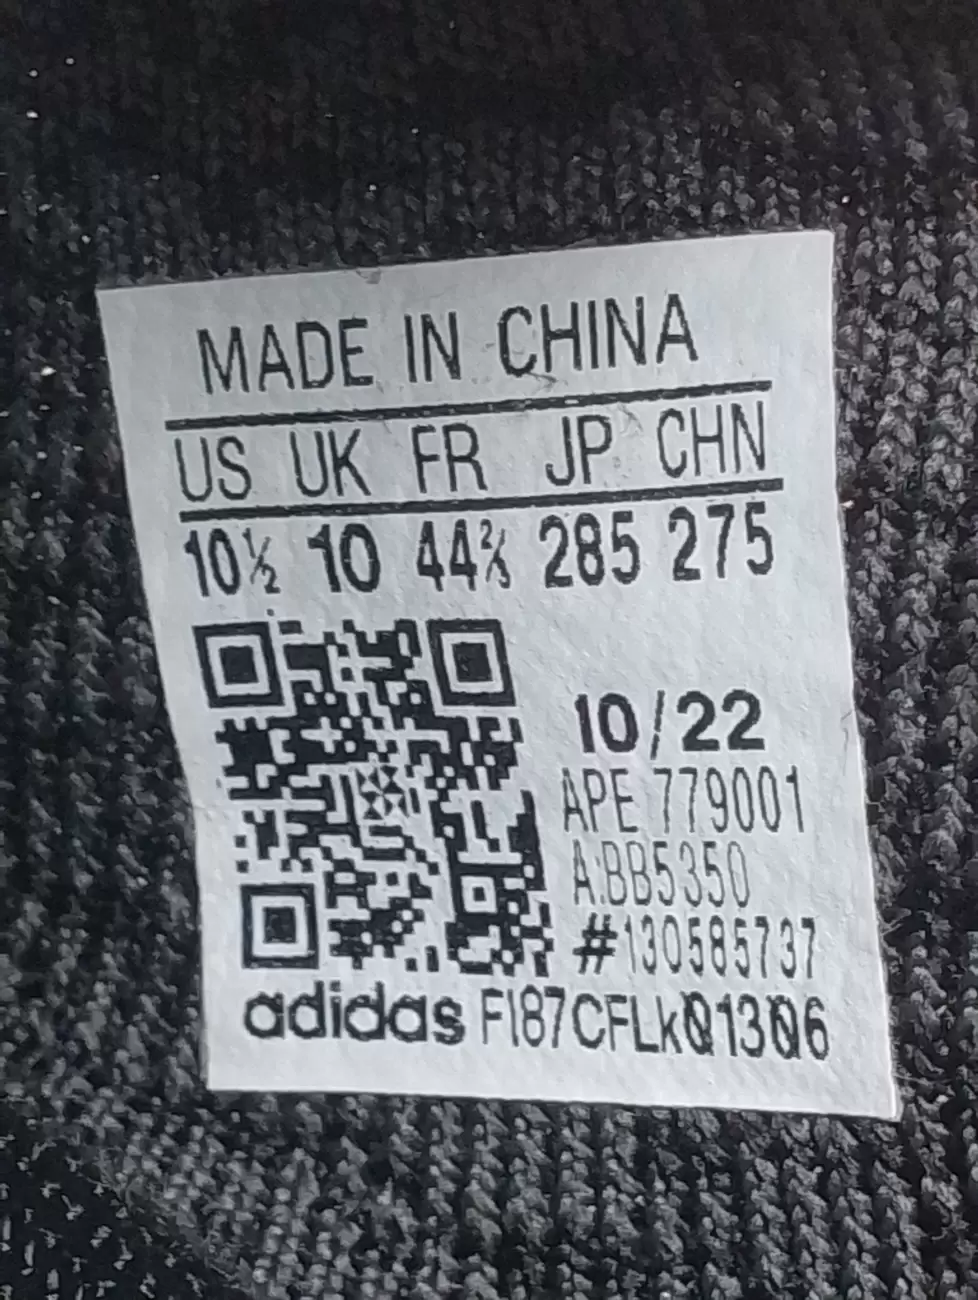 MADE IN CHINA
US UK FR JP CHN
10½ 10 44⅔ 285 275
10/22
APE 779001
A:BB5350
#130585737
adidas FI87CFLkQ13Q6